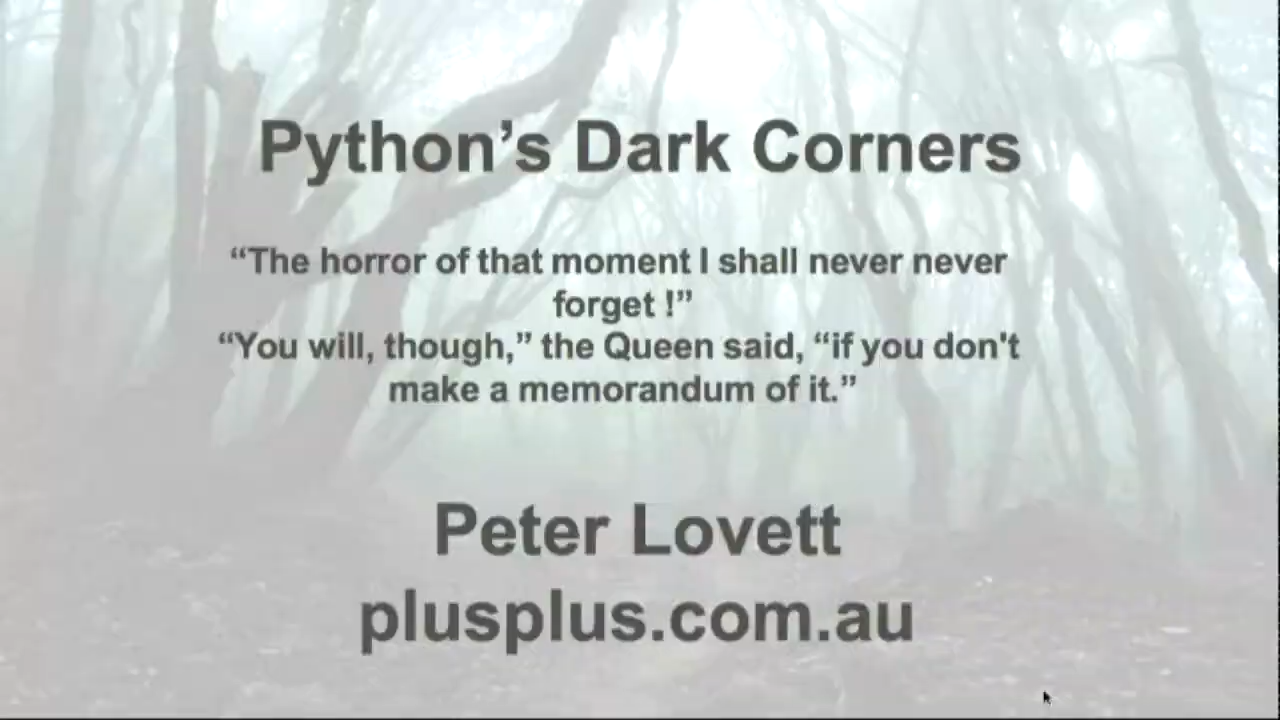 Python’s Dark Corners
“The horror of that moment I shall never never
forget !”
“You will, though,” the Queen said, “if you don't
make a memorandum of it.”
Peter Lovett
plusplus.com.au